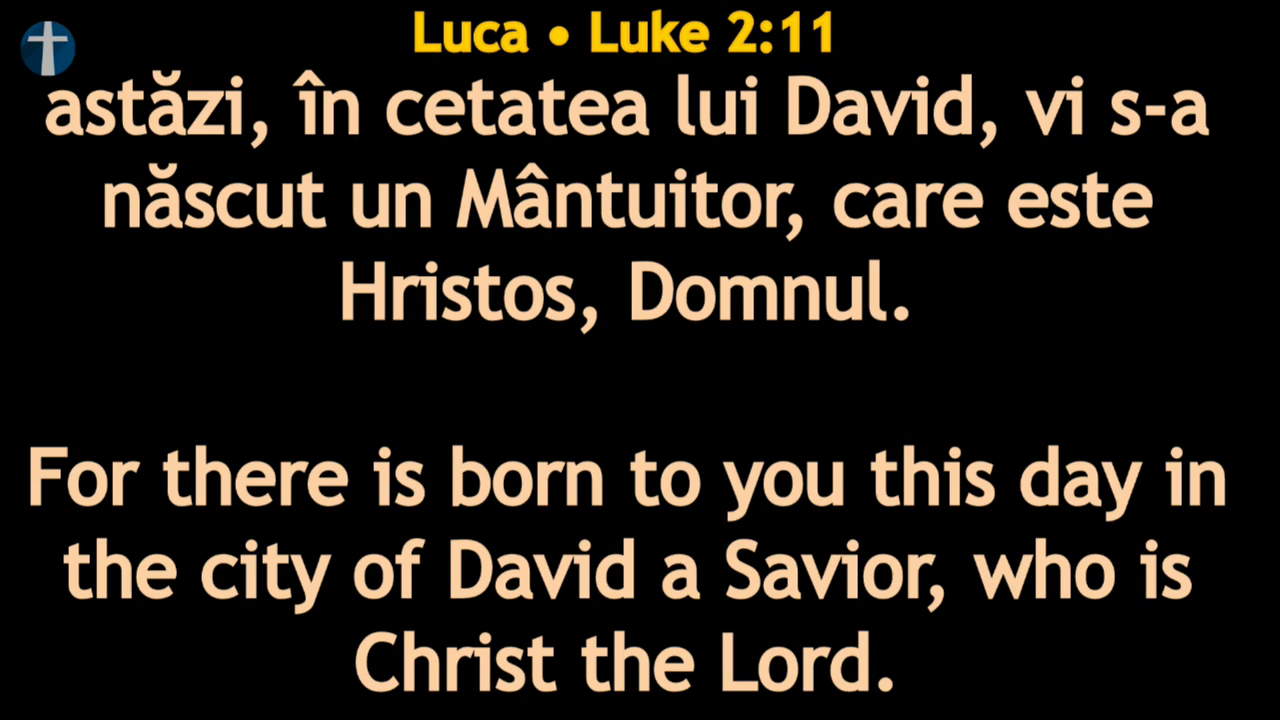 Luca • Luke 2:11
astăzi, în cetatea lui David, vi s-a
născut un Mântuitor, care este
Hristos, Domnul.
For there is born to you this day in
the city of David a Savior, who is
Christ the Lord.